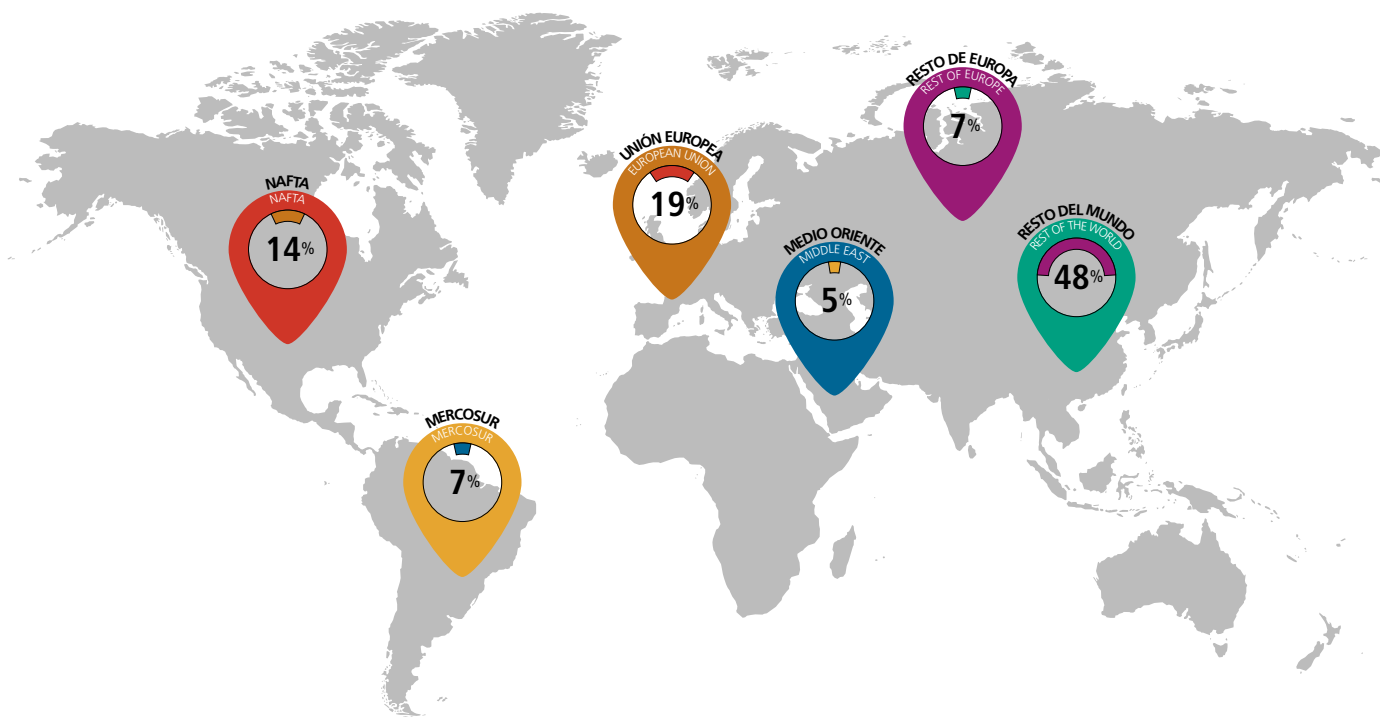 RESTO DE EUROPA
REST OF EUROPE
7%
UNIÓN EUROPEA
EUROPEAN UNION
19%
NAFTA
NAFTA
14%
RESTO DEL MUNDO
REST OF THE WORLD
48%
MEDIO ORIENTE
MIDDLE EAST
5%
MERCOSUR
MERCOSUR
7%